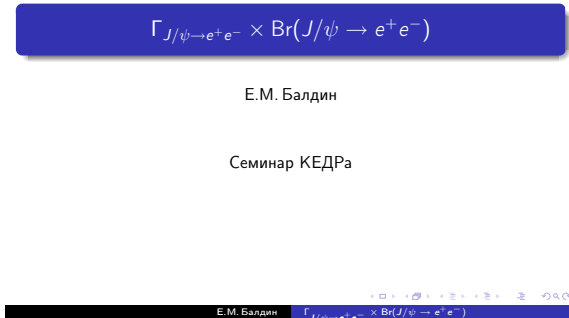 Γ_{J/ψ→e⁺e⁻} × Br(J/ψ → e⁺e⁻)
Е.М. Балдин
Семинар КЕДРа
Е.М. Балдин Γ_{J/ψ→e⁺e⁻} × Br(J/ψ → e⁺e⁻)